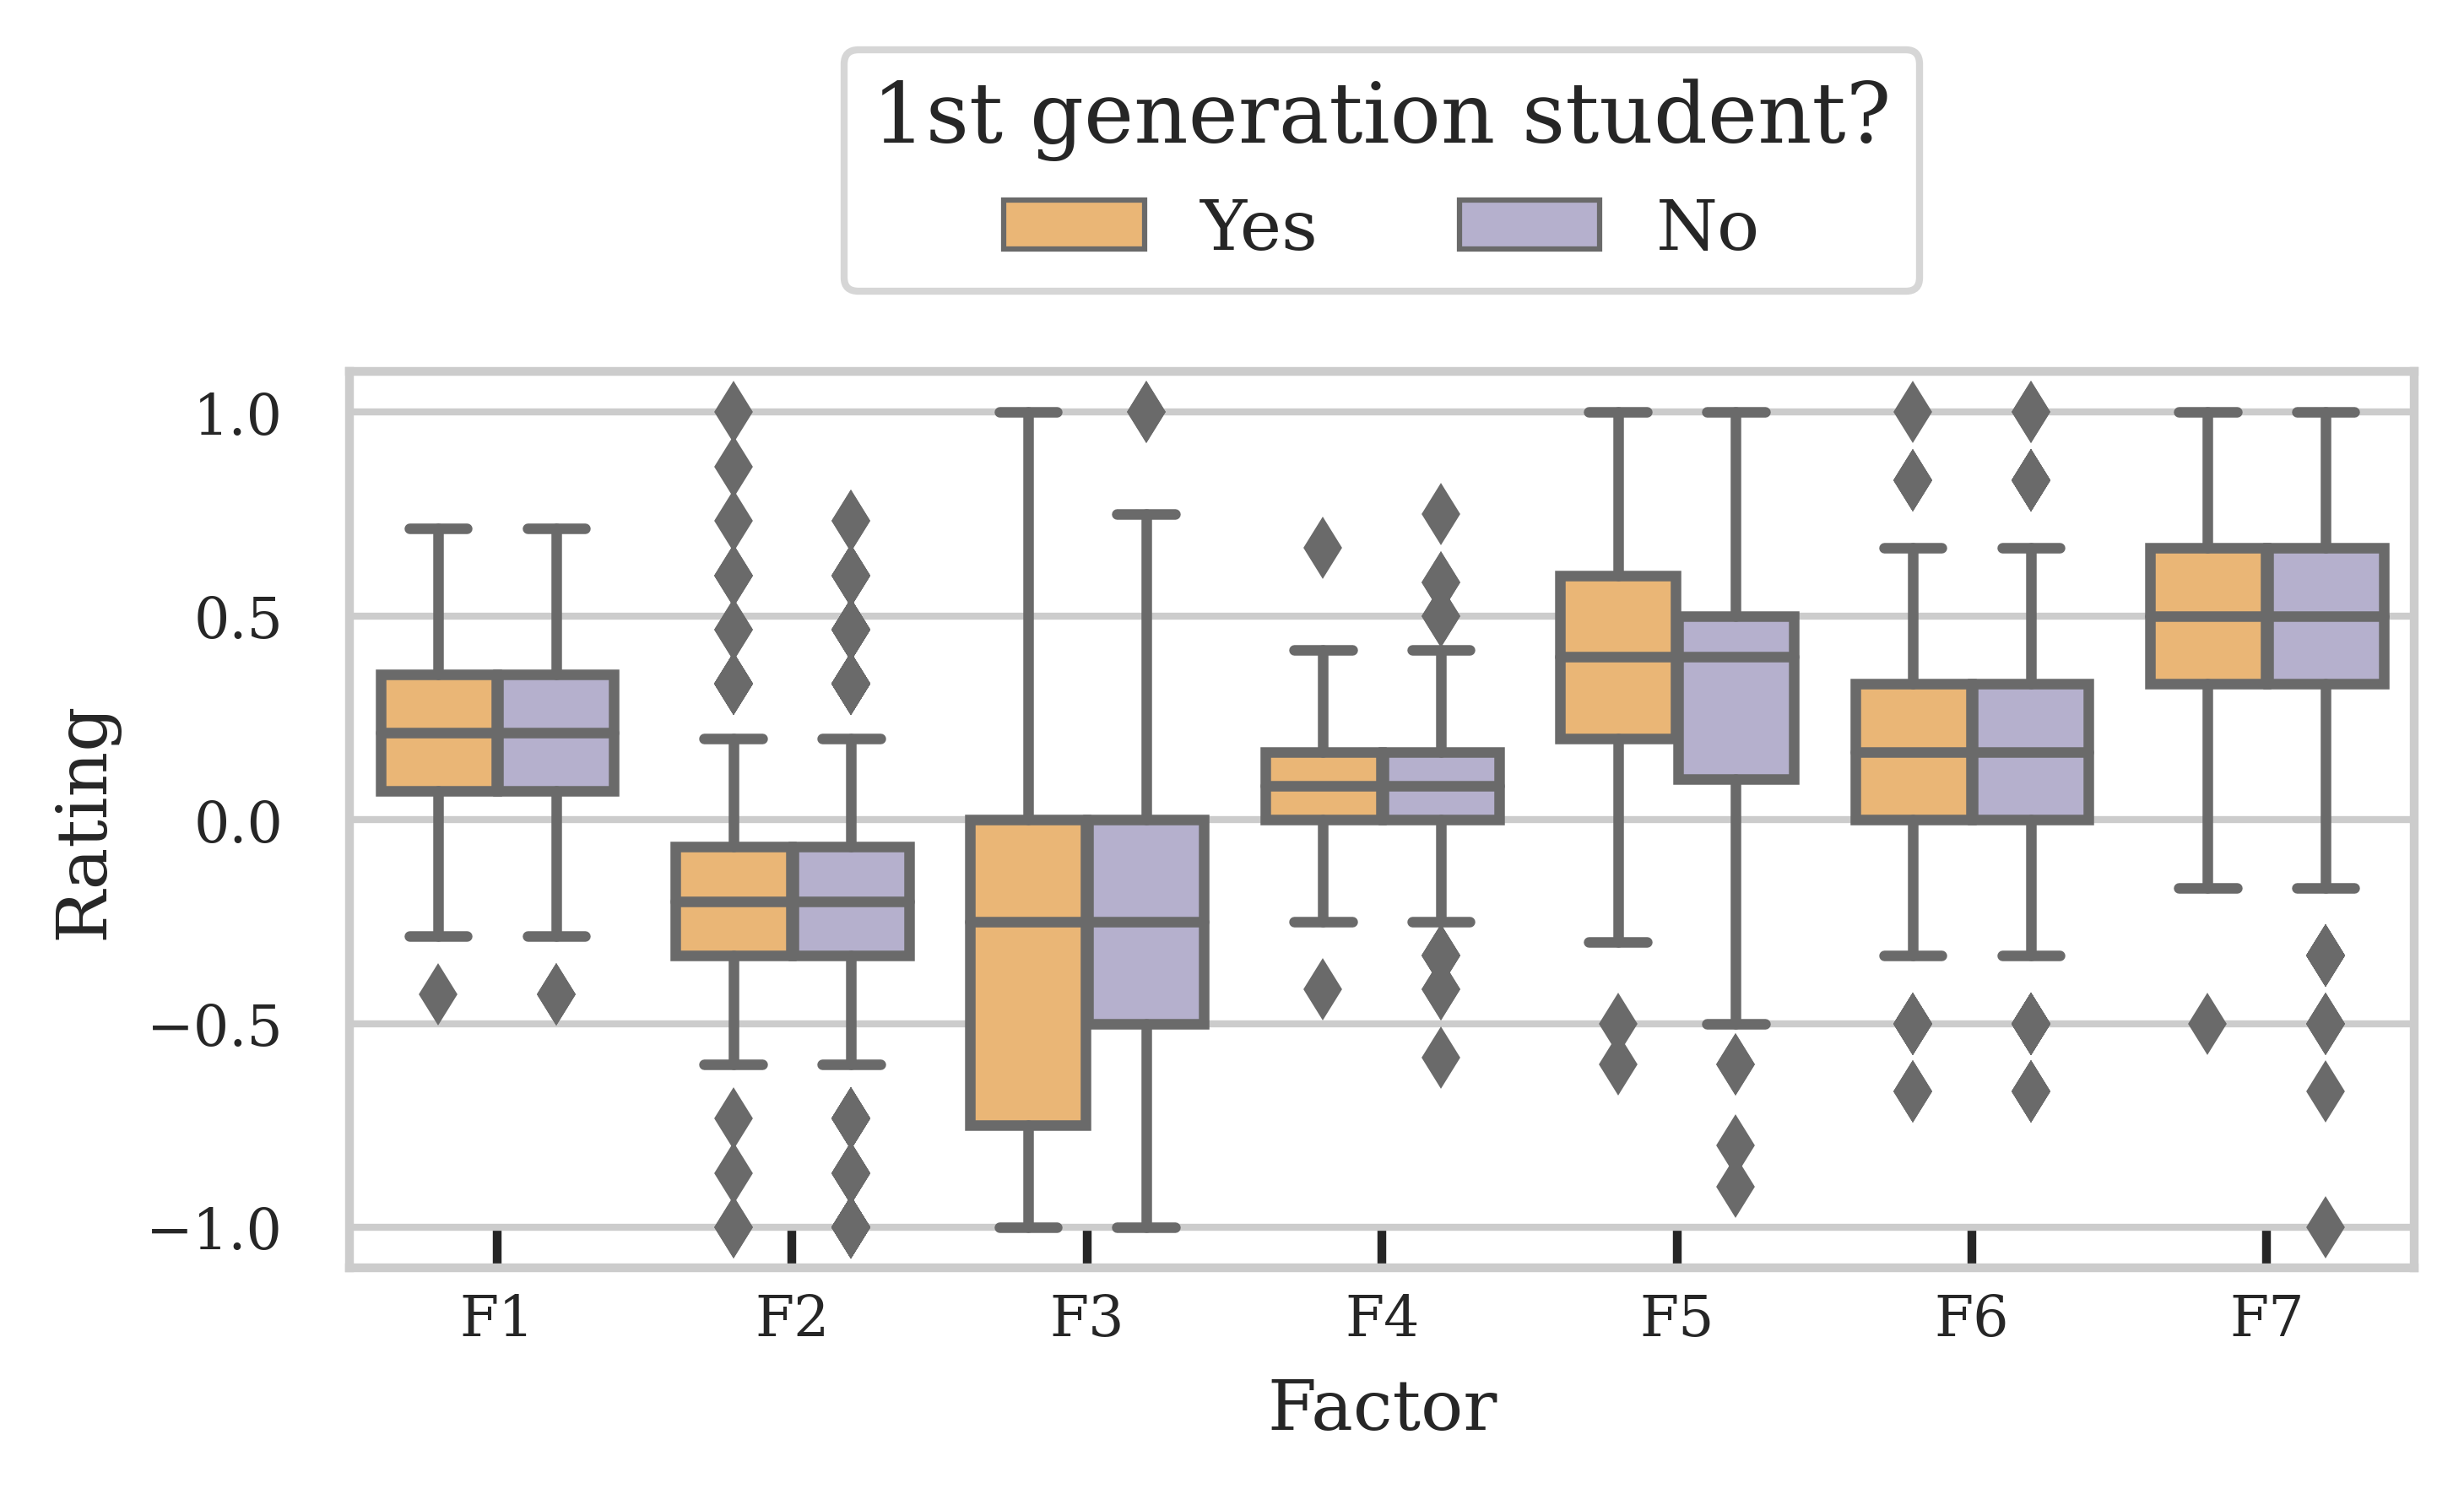 1st generation student?
Yes No
1.0
0.5
0.0
−0.5
−1.0
Rating
F1 F2 F3 F4 F5 F6 F7
Factor